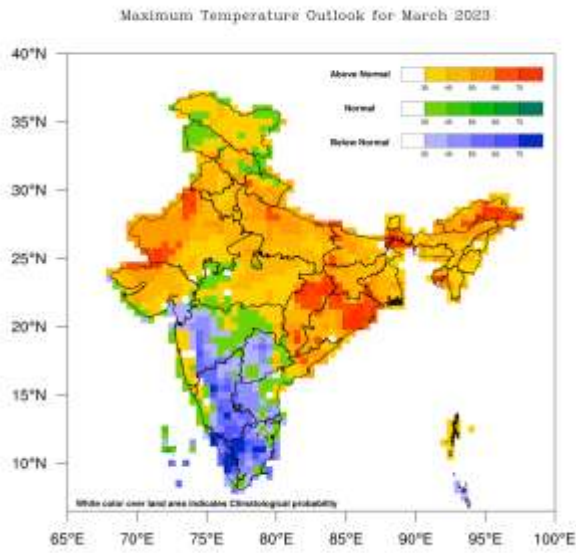 Maximum Temperature Outlook for March 2023
40°N
35°N
30°N
25°N
20°N
15°N
10°N
Above Normal
Normal
Below Normal
White color over land area indicates Climatological probability
65°E 70°E 75°E 80°E 85°E 90°E 95°E 100°E